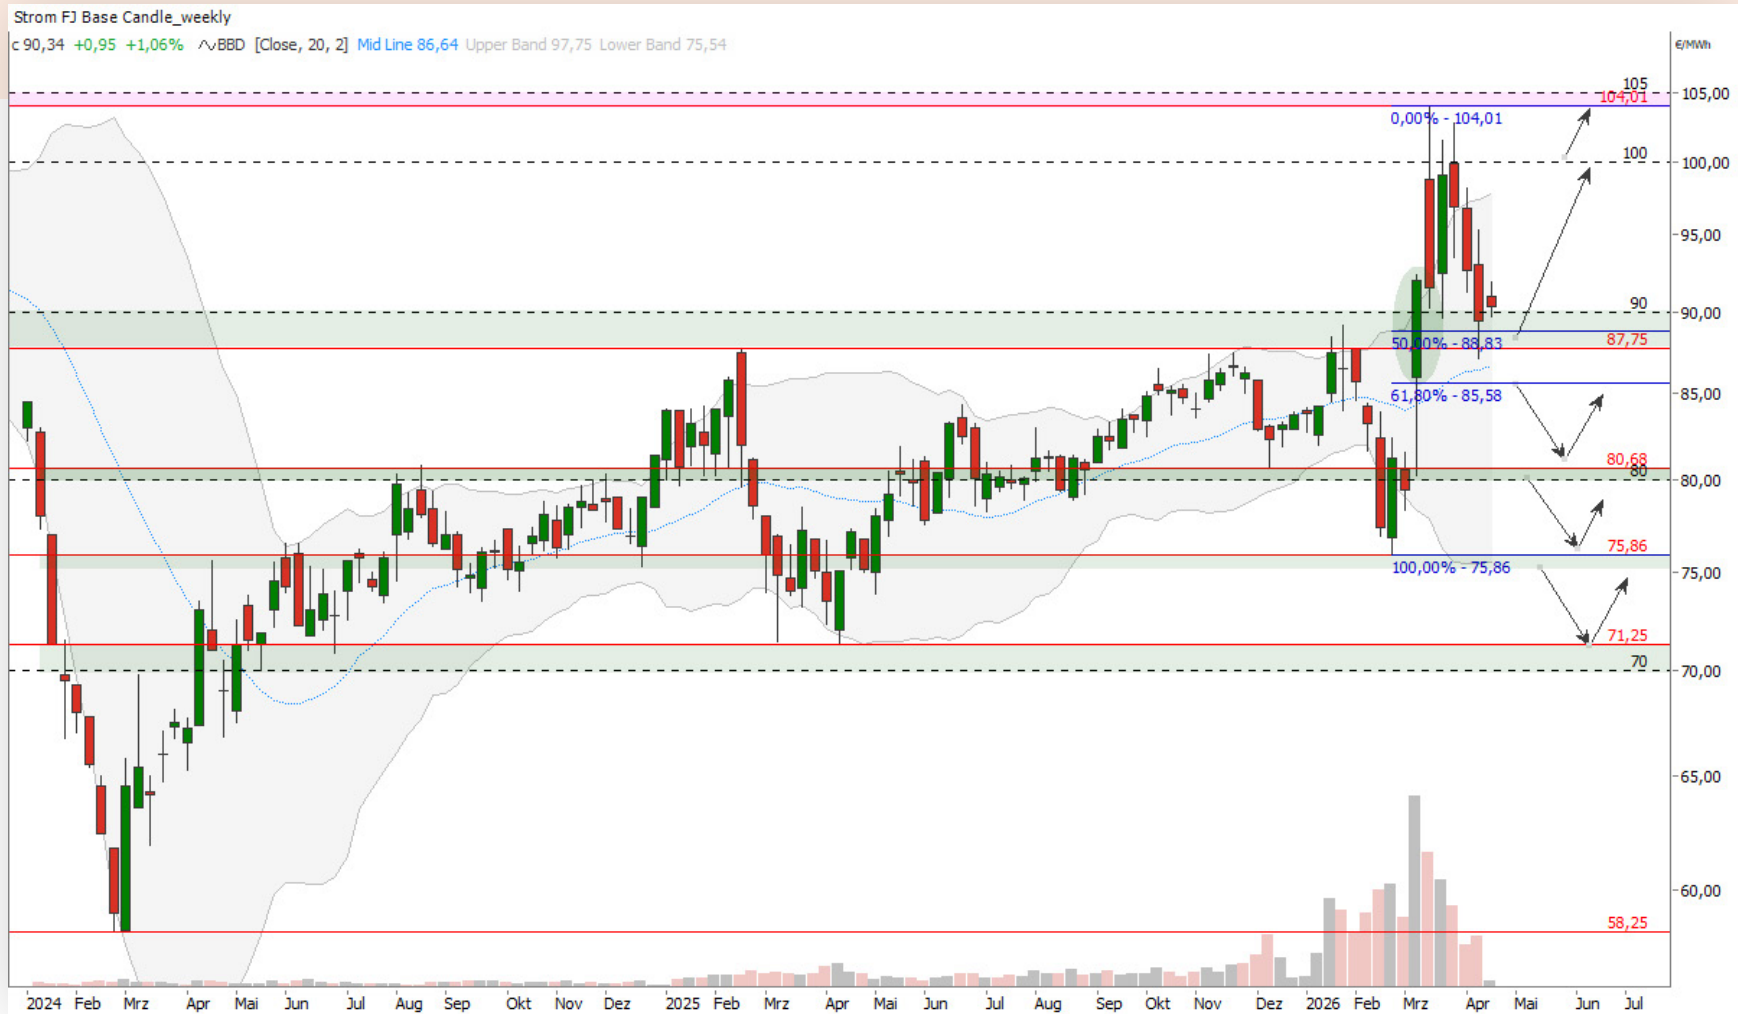 Strom FJ Base Candle_weekly
c 90,34 +0,95 +1,06% BBD [Close, 20, 2] Mid Line 86,64 Upper Band 97,75 Lower Band 75,54
€/MWh
105
105,00
104,01
0,00% - 104,01
100
100,00
95,00
90
90,00
87,75
50,00% - 88,83
85,00
61,80% - 85,58
80,68
80
80,00
75,86
100,00% - 75,86
75,00
71,25
70
70,00
65,00
60,00
58,25
2024 Feb Mrz Apr Mai Jun Jul Aug Sep Okt Nov Dez 2025 Feb Mrz Apr Mai Jun Jul Aug Sep Okt Nov Dez 2026 Feb Mrz Apr Mai Jun Jul